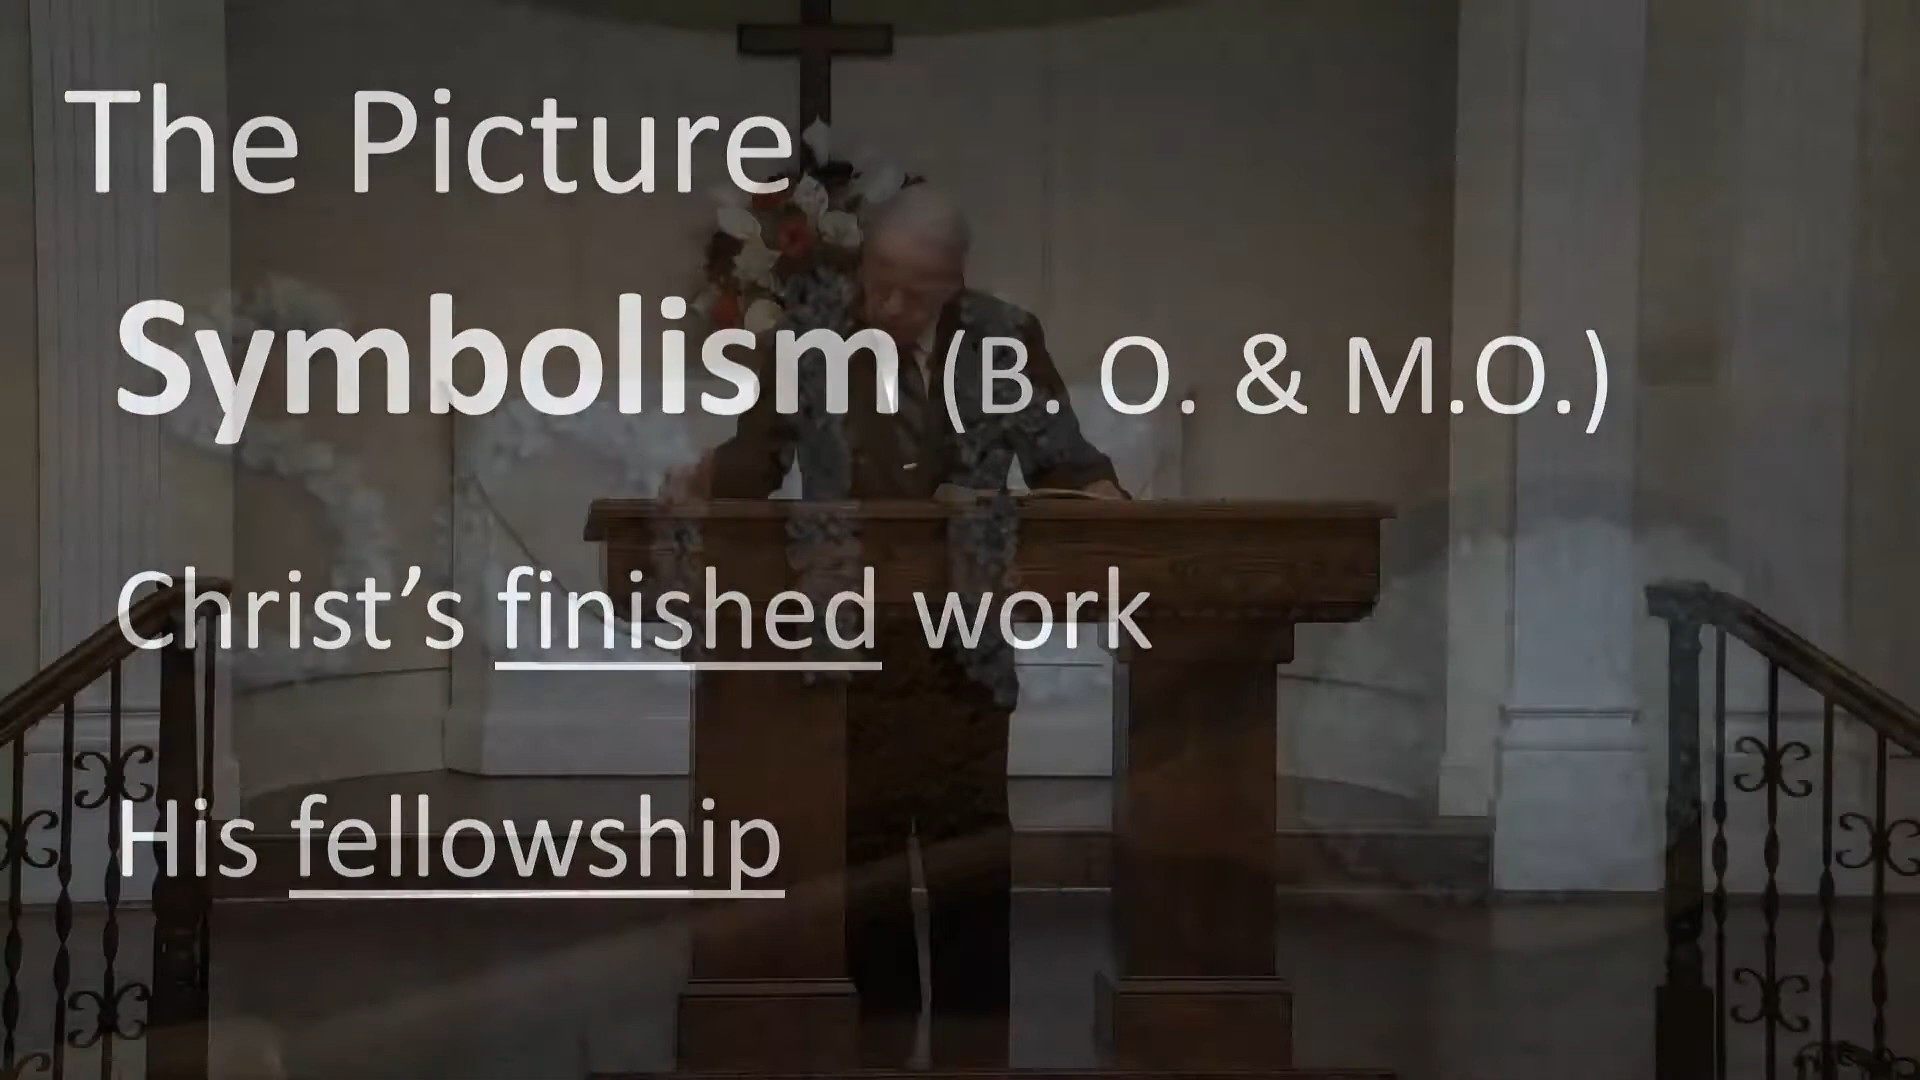 The Picture
Symbolism (B. O. & M.O.)
Christ’s finished work
His fellowship